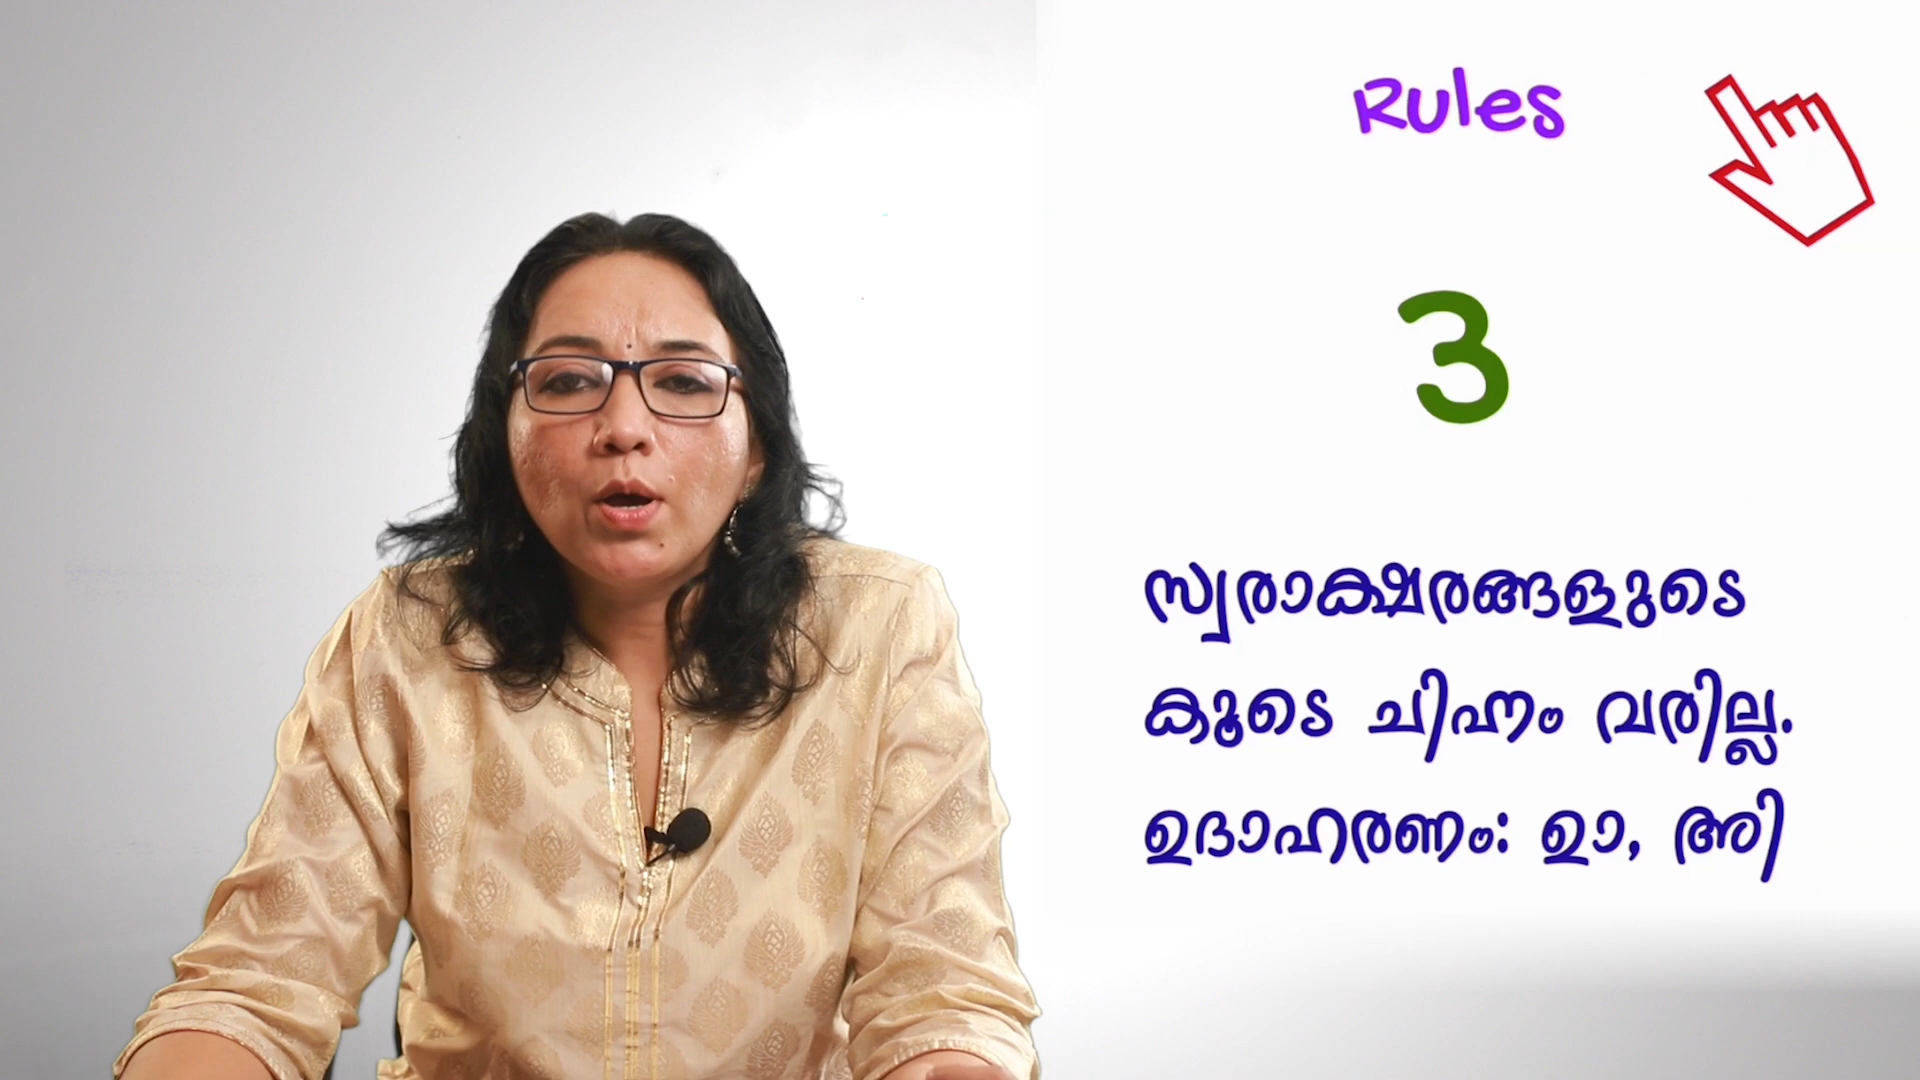 Rules
3
സ്വരാക്ഷരങ്ങളുടെ
കൂടെ ചിഹ്നം വരില്ല.
ഉദാഹരണം: ഉാ, അി